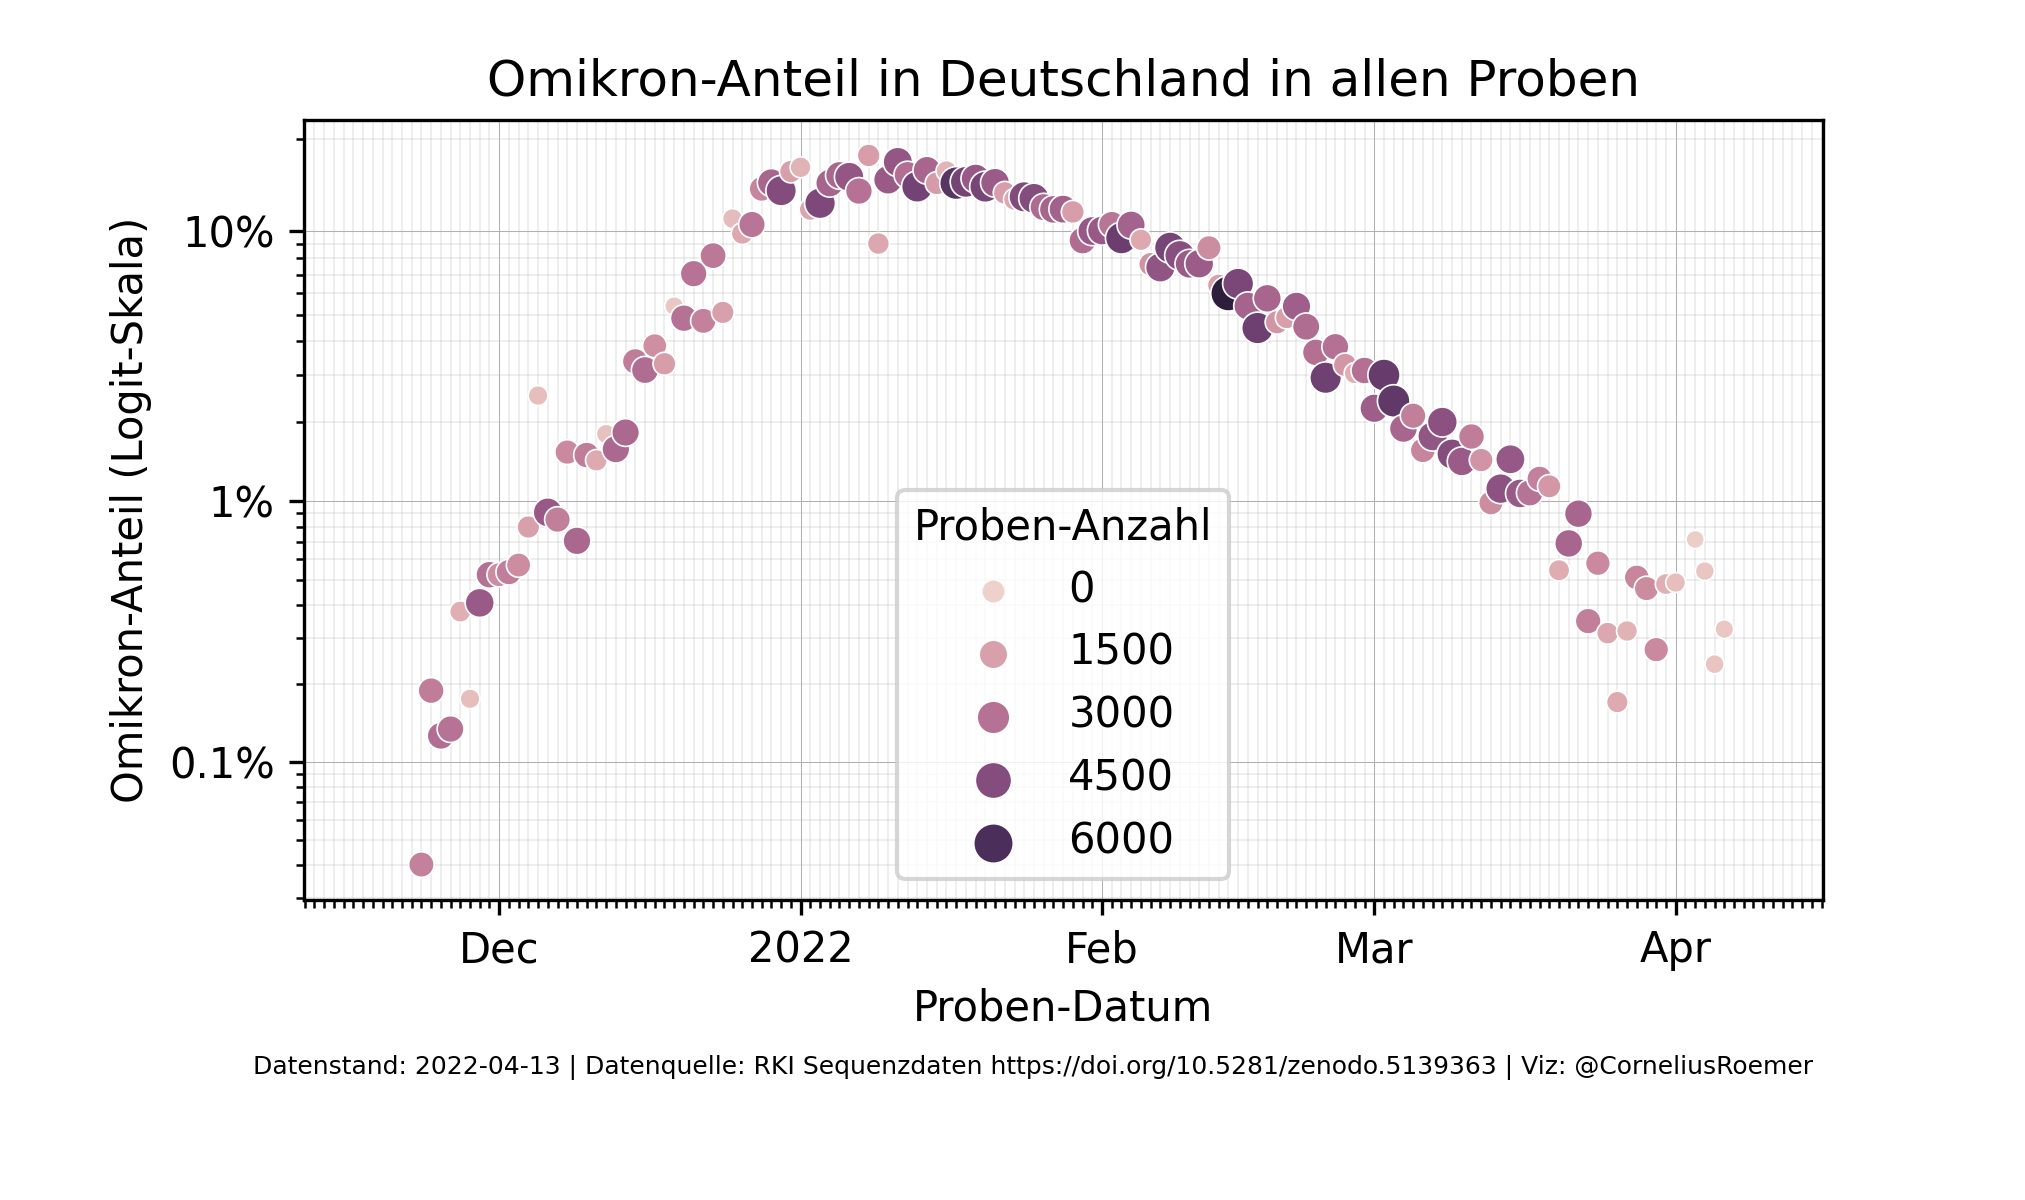 Omikron-Anteil in Deutschland in allen Proben
Omikron-Anteil (Logit-Skala)
10%
1%
0.1%
Proben-Anzahl
0
1500
3000
4500
6000
Dec
2022
Feb
Mar
Apr
Proben-Datum
Datenstand: 2022-04-13 | Datenquelle: RKI Sequenzdaten https://doi.org/10.5281/zenodo.5139363 | Viz: @CorneliusRoemer